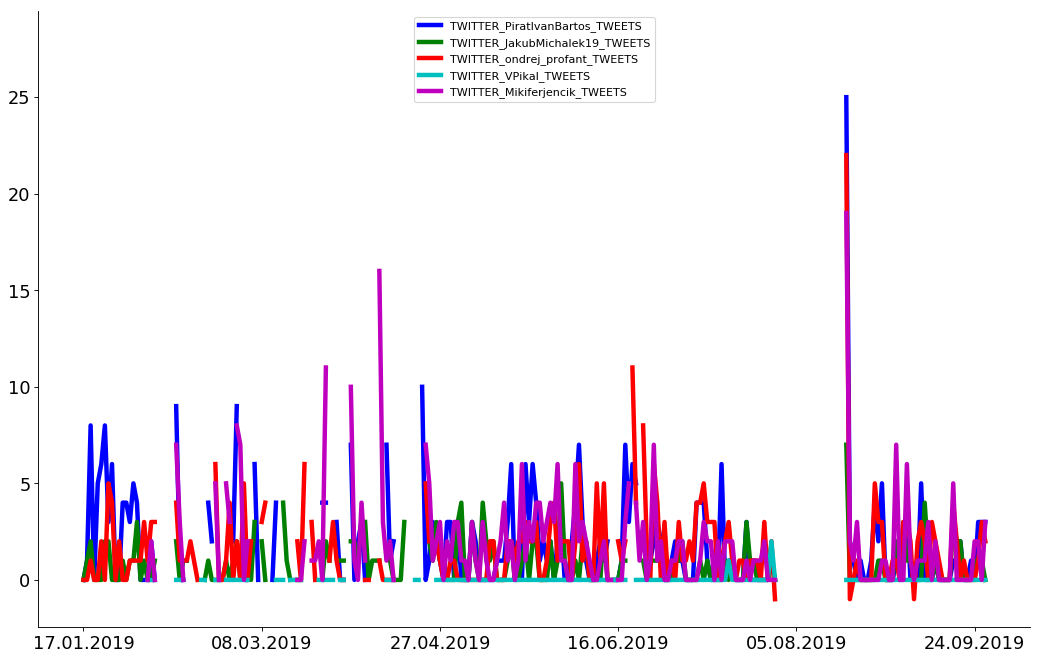 TWITTER_PiratIvanBartos_TWEETS
TWITTER_JakubMichalek19_TWEETS
TWITTER_ondrej_profant_TWEETS
TWITTER_VPikal_TWEETS
TWITTER_Mikiferjencik_TWEETS
25
20
15
10
5
0
17.01.2019 08.03.2019 27.04.2019 16.06.2019 05.08.2019 24.09.2019